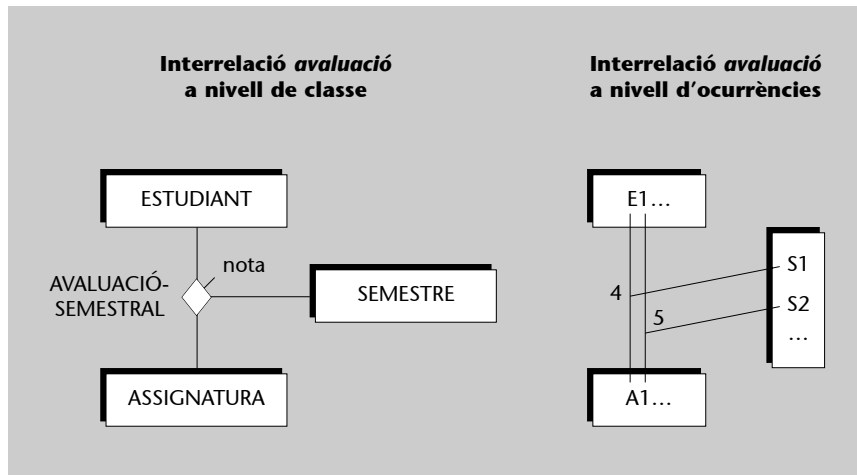 Interrelació avaluació
a nivell de classe
Interrelació avaluació
a nivell d'ocurrències
ESTUDIANT
nota
AVALUACIÓ-
SEMESTRAL
SEMESTRE
ASSIGNATURA
E1...
S1
4
S2
5
...
A1...